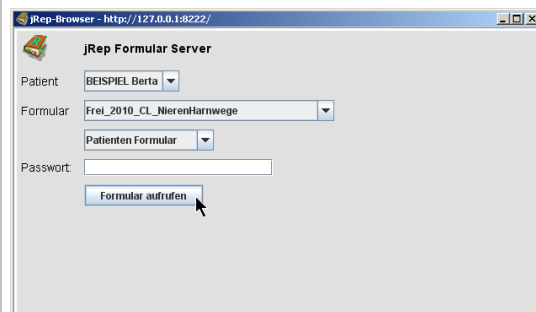 jRep-Browser - http://127.0.0.1:8222/
jRep Formular Server
Patient BEISPIEL Berta
Formular Frei_2010_CL_NierenHarnwege
Patienten Formular
Passwort:
Formular aufrufen